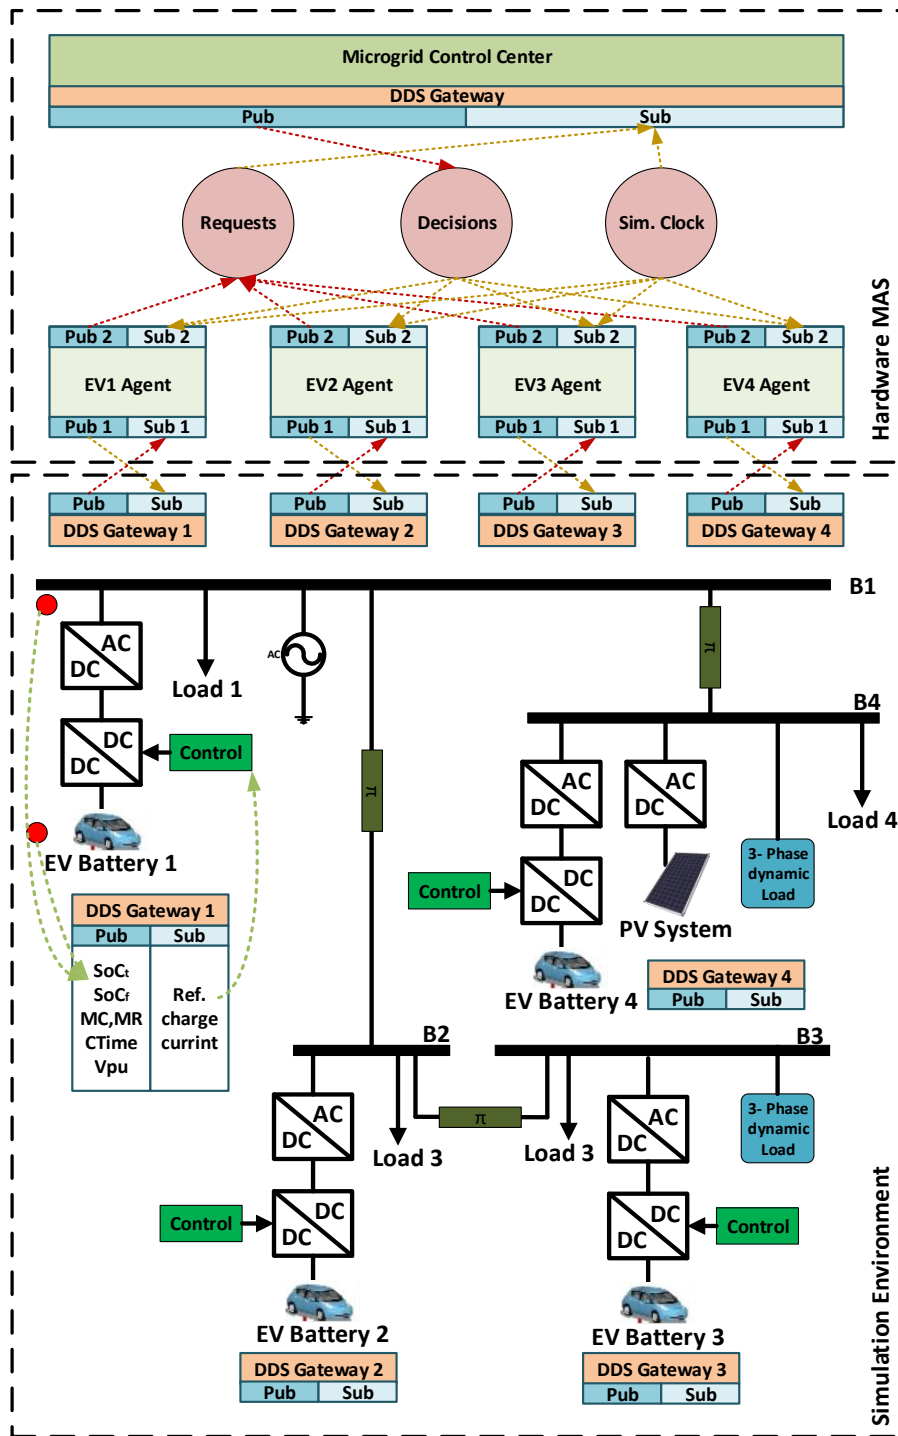 Microgrid Control Center
DDS Gateway
Pub Sub
Requests Decisions Sim. Clock
Pub 2 Sub 2 Pub 2 Sub 2 Pub 2 Sub 2 Pub 2 Sub 2
EV1 Agent EV2 Agent EV3 Agent EV4 Agent
Pub 1 Sub 1 Pub 1 Sub 1 Pub 1 Sub 1 Pub 1 Sub 1
Hardware MAS
Pub Sub Pub Sub Pub Sub Pub Sub
DDS Gateway 1 DDS Gateway 2 DDS Gateway 3 DDS Gateway 4
B1
AC
DC
Load 1
AC
π
B4
DC
DC
Control
π
AC
DC
AC
DC
Load 4
EV Battery 1
3- Phase
dynamic
Load
Control
DC
DC
PV System
DDS Gateway 1
Pub Sub
SoCt
SoCf
MC,MR
CTime
Vpu
Ref.
charge
currint
EV Battery 4
DDS Gateway 4
Pub Sub
B2
B3
AC
DC
Load 3
π
Load 3
AC
DC
3- Phase
dynamic
Load
Control
DC
DC
DC
DC
Control
EV Battery 2
EV Battery 3
DDS Gateway 2
Pub Sub
DDS Gateway 3
Pub Sub
Simulation Environment